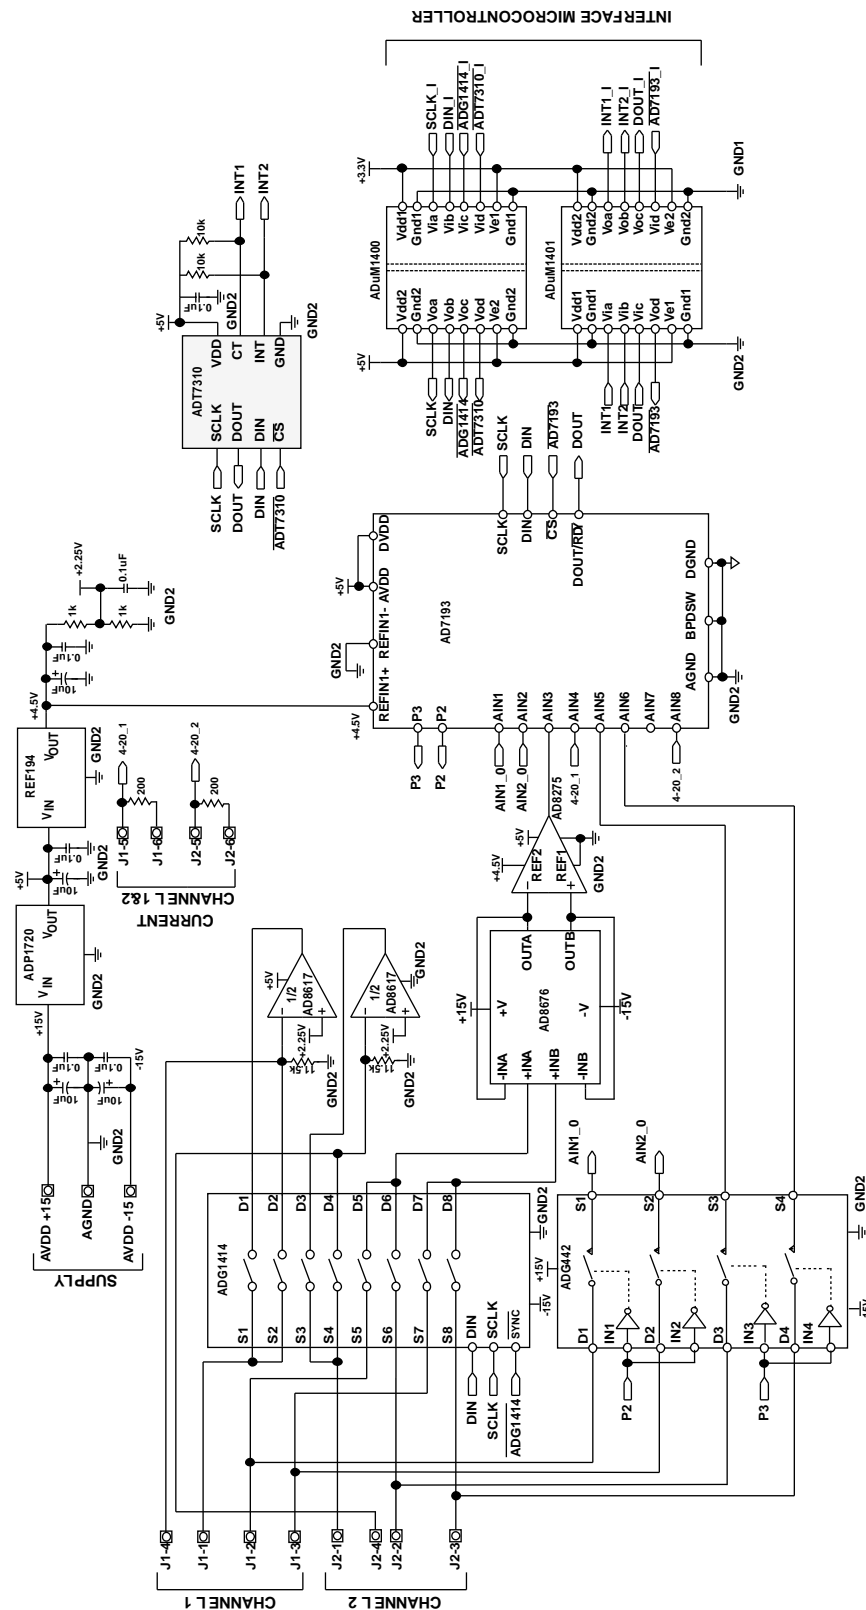 INTERFACE MICROCONTROLLER
SCLK_I
DIN_I
ADG1414_I
ADT7310_I
INT1_I
INT2_I
DOUT_I
AD7193_I
+3.3V
GND1
Vdd1
Gnd1
Via
Vib
Vic
Vid
Ve1
Gnd1
ADuM1400
Vdd2
Gnd2
Voa
Vob
Voc
Vod
Ve2
Gnd2
Vdd2
Gnd2
Voa
Vob
Voc
Vid
Ve2
Gnd2
ADuM1401
Vdd1
Gnd1
Via
Vib
Vic
Vod
Ve1
Gnd1
+5V
GND2
SCLK
DIN
ADG1414
ADT7310
INT1
INT2
DOUT
AD7193
INT1
INT2
10k
10k
0.1uF
GND2
+5V
GND2
VDD
CT
INT
GND
ADT7310
SCLK
DOUT
DIN
CS
SCLK
DOUT
DIN
ADT7310
SCLK
DIN
AD7193
DOUT
SCLK
DIN
CS
DOUT/RDY
DVDD
AVDD
REFIN1-
REFIN1+
+5V
GND2
+4.5V
AD7193
DGND
BPDSW
AGND
GND2
P3
P2
AIN1
AIN2
AIN3
AIN4
AIN5
AIN6
AIN7
AIN8
P3
P2
AIN1_0
AIN2_0
4-20_1
4-20_2
+2.25V
0.1uF
1k
1k
GND2
0.1uF
10uF
+
+4.5V
REF194
VOUT
VIN
GND2
0.1uF
10uF
+
+5V
GND2
ADP1720
VOUT
VIN
GND2
+15V
0.1uF
0.1uF
10uF
+
10uF
+
-15V
GND2
AVDD +15
AGND
AVDD -15
SUPPLY
4-20_1
200
J1-5
J1-6
4-20_2
200
J2-5
J2-6
CURRENT
CHANNEL 1&2
AD8275
+5V
+4.5V
REF2
REF1
-
+
GND2
OUTA
OUTB
AD8676
+V
-V
+15V
-15V
-INA
+INA
+INB
-INB
+5V
1/2
AD8617
-
+
+2.25V
11.5k
GND2
1/2
AD8617
-
+
GND2
+2.25V
11.5k
GND2
D1
D2
D3
D4
D5
D6
D7
D8
ADG1414
S1
S2
S3
S4
S5
S6
S7
S8
GND2
-15V
+15V
DIN
SCLK
SYNC
DIN
SCLK
ADG1414
AIN1_0
AIN2_0
S1
S2
S3
S4
GND2
ADG442
-15V
D1
IN1
D2
IN2
D3
IN3
D4
IN4
P2
P3
J1-4
J1-1
J1-2
J1-3
J2-1
J2-4
J2-2
J2-3
CHANNEL 1
CHANNEL 2